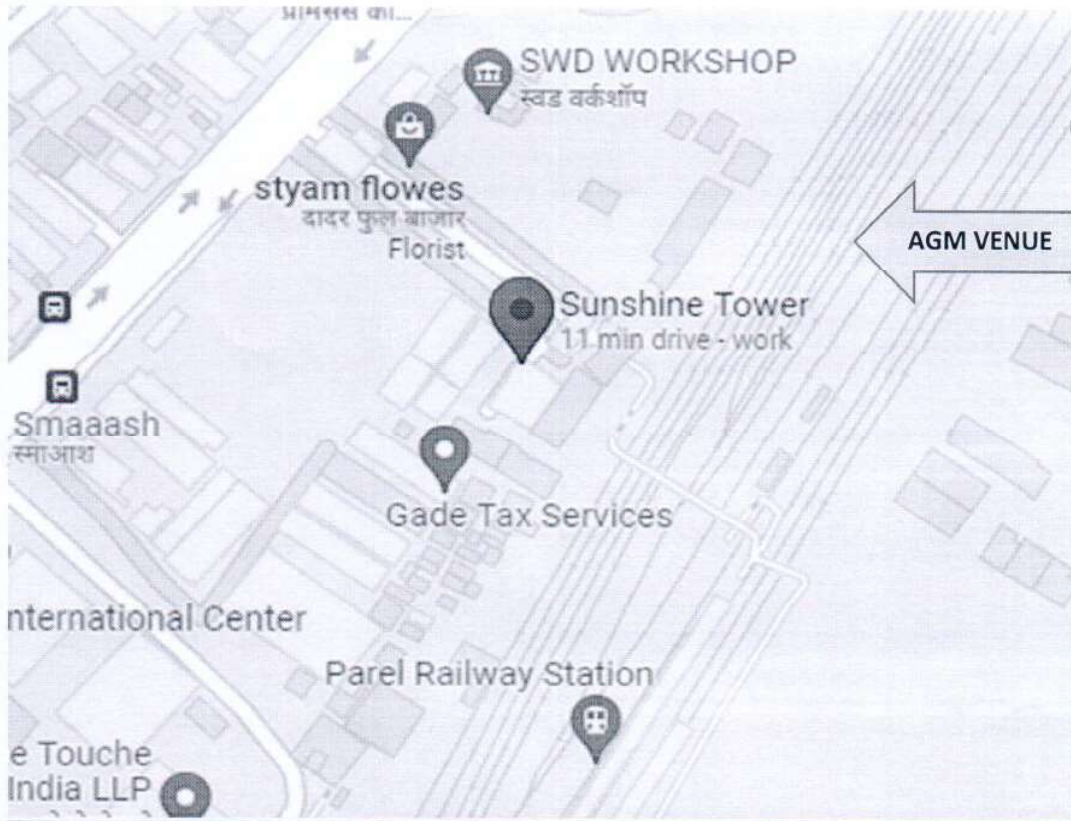 SWD WORKSHOP
स्वड वर्कशॉप
styam flowes
दादर फुल बाजार
Florist
AGM VENUE
Sunshine Tower
11 min drive - work
Smaaash
स्माआश
Gade Tax Services
nternational Center
Parel Railway Station
e Touche
India LLP